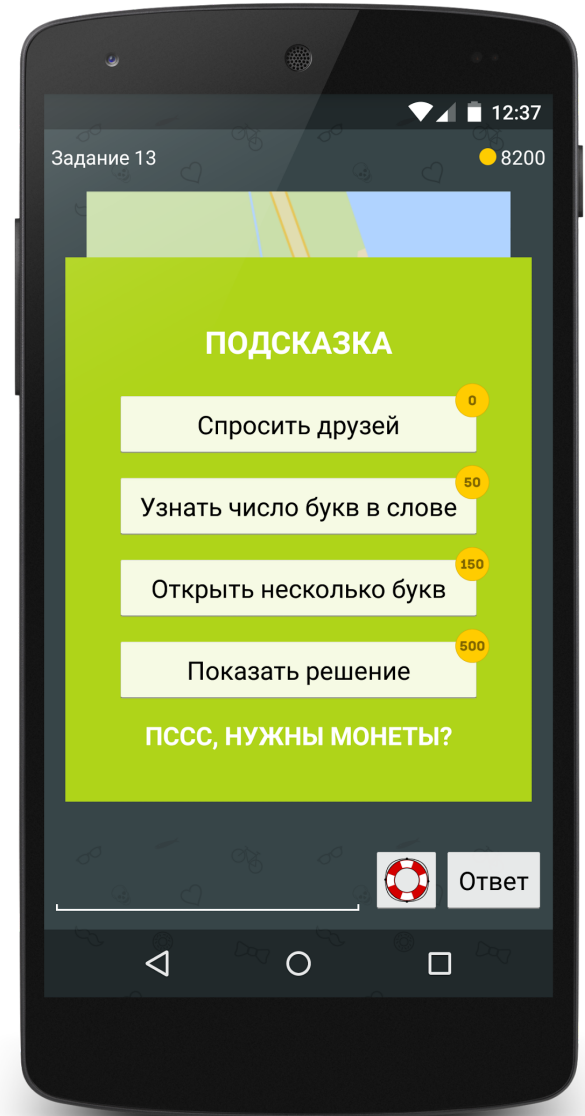 12:37
Задание 13
8200
ПОДСКАЗКА
0
Спросить друзей
50
Узнать число букв в слове
150
Открыть несколько букв
500
Показать решение
ПССС, НУЖНЫ МОНЕТЫ?
Ответ